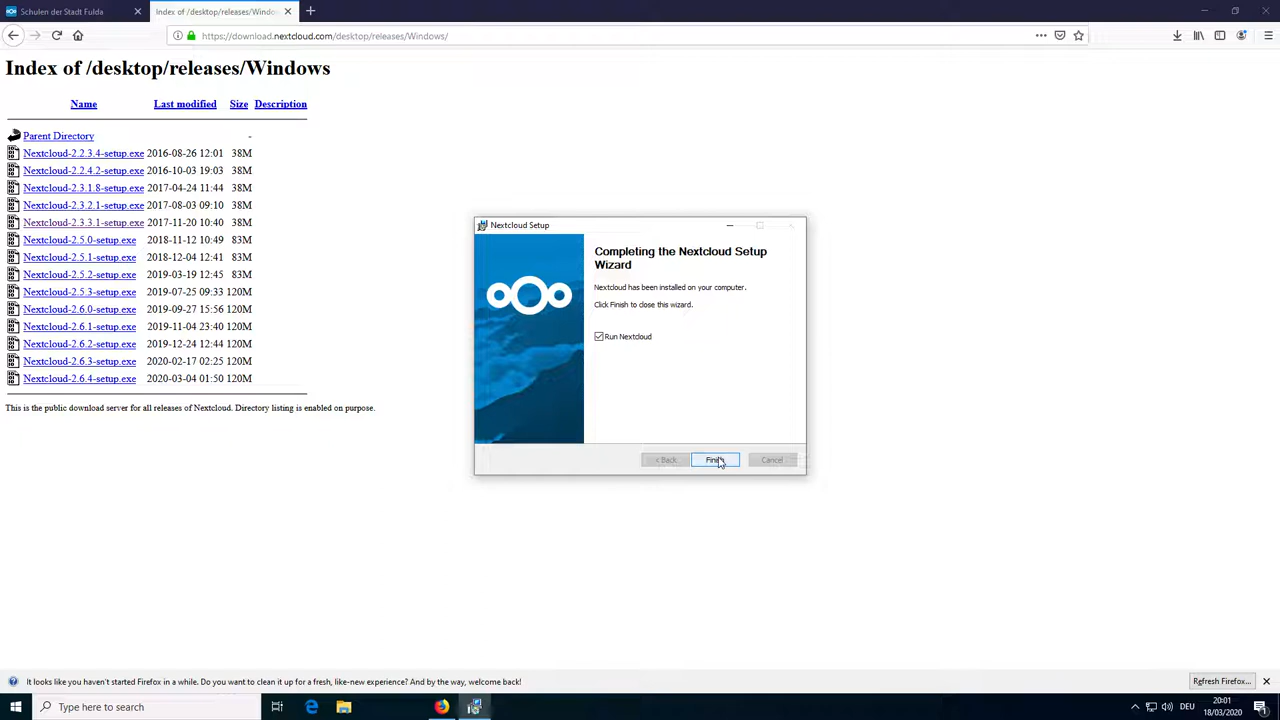 Schulen der Stadt Fulda
Index of /desktop/releases/Windo
https://download.nextcloud.com/desktop/releases/Windows/
Index of /desktop/releases/Windows
Name Last modified Size Description
Parent Directory -
Nextcloud-2.2.3.4-setup.exe 2016-08-26 12:01 38M
Nextcloud-2.2.4.2-setup.exe 2016-10-03 19:03 38M
Nextcloud-2.3.1.8-setup.exe 2017-04-24 11:44 38M
Nextcloud-2.3.2.1-setup.exe 2017-08-03 09:10 38M
Nextcloud-2.3.3.1-setup.exe 2017-11-20 10:40 38M
Nextcloud-2.5.0-setup.exe 2018-11-12 10:49 83M
Nextcloud-2.5.1-setup.exe 2018-12-04 12:41 83M
Nextcloud-2.5.2-setup.exe 2019-03-19 12:45 83M
Nextcloud-2.5.3-setup.exe 2019-07-25 09:33 120M
Nextcloud-2.6.0-setup.exe 2019-09-27 15:56 120M
Nextcloud-2.6.1-setup.exe 2019-11-04 23:40 120M
Nextcloud-2.6.2-setup.exe 2019-12-24 12:44 120M
Nextcloud-2.6.3-setup.exe 2020-02-17 02:25 120M
Nextcloud-2.6.4-setup.exe 2020-03-04 01:50 120M
This is the public download server for all releases of Nextcloud. Directory listing is enabled on purpose.
Nextcloud Setup
Completing the Nextcloud Setup
Wizard
Nextcloud has been installed on your computer.
Click Finish to close this wizard.
Run Nextcloud
< Back Finish Cancel
It looks like you haven't started Firefox in a while. Do you want to clean it up for a fresh, like-new experience? And by the way, welcome back!
Refresh Firefox...
Type here to search
DEU
20:01
18/03/2020
1